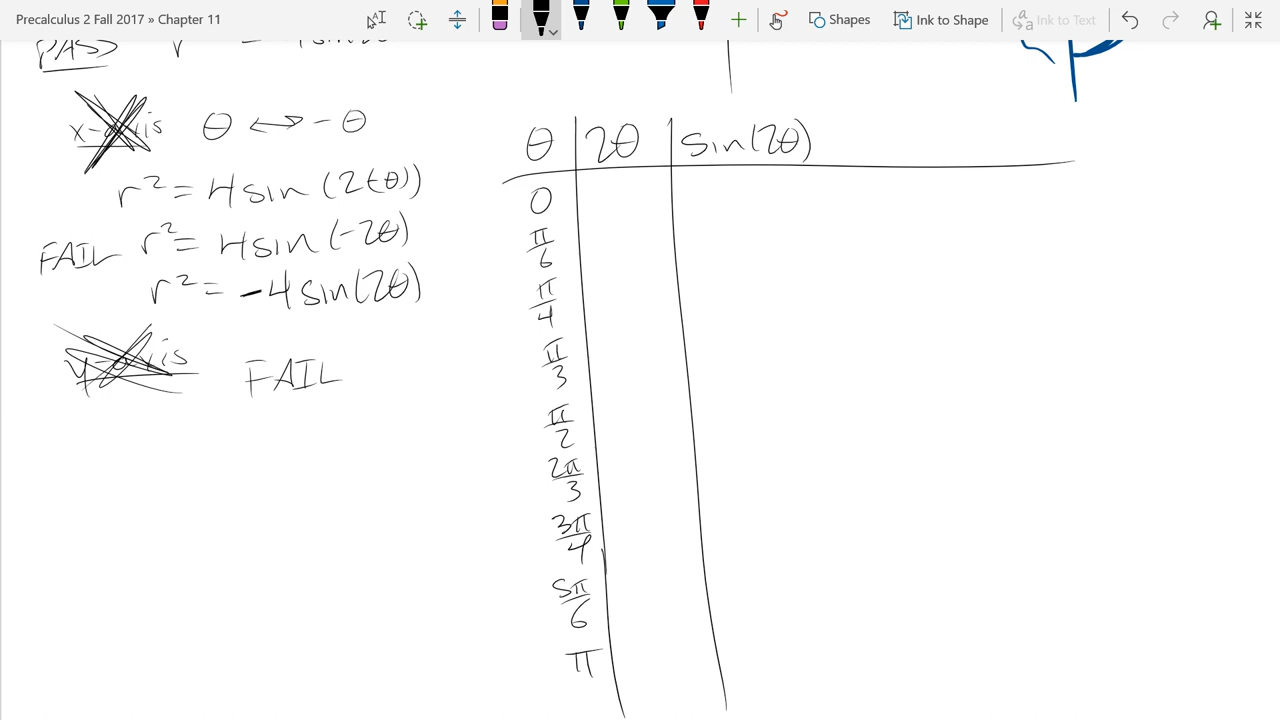 Precalculus 2 Fall 2017 » Chapter 11
Shapes
Ink to Shape
Ink to Text
PASS
x-axis θ ↔ -θ
r² = 4sin(2(-θ))
FAIL r² = 4sin(-2θ)
r² = -4sin(2θ)
y-axis FAIL
θ 2θ sin(2θ)
0
π/6
π/4
π/3
π/2
2π/3
3π/4
5π/6
π